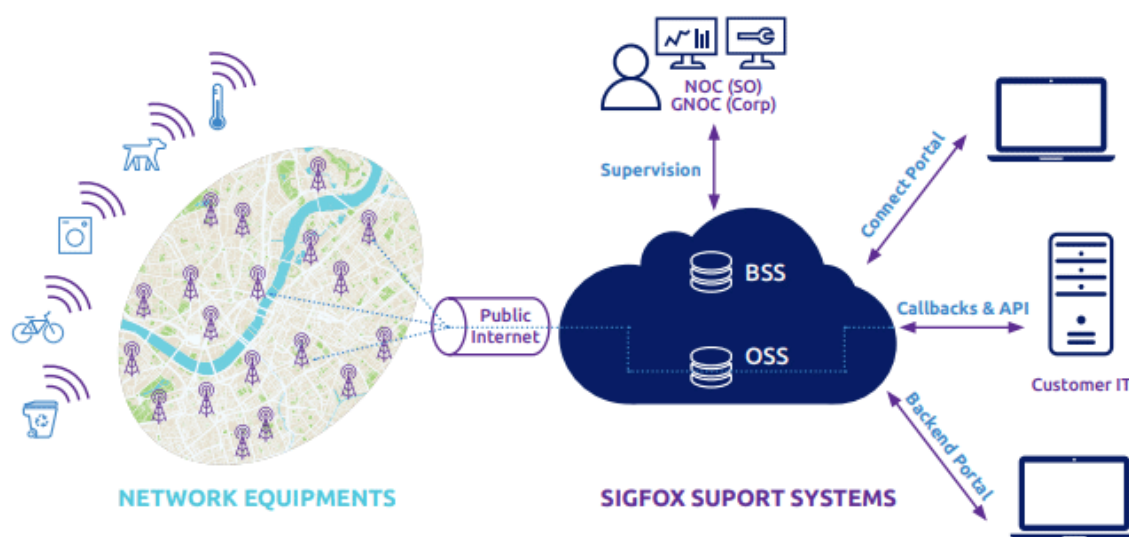 NOC (SO)
GNOC (Corp)
Supervision
Connect Portal
BSS
Public
Internet
Callbacks & API
OSS
Customer IT
Backend Portal
NETWORK EQUIPMENTS
SIGFOX SUPORT SYSTEMS